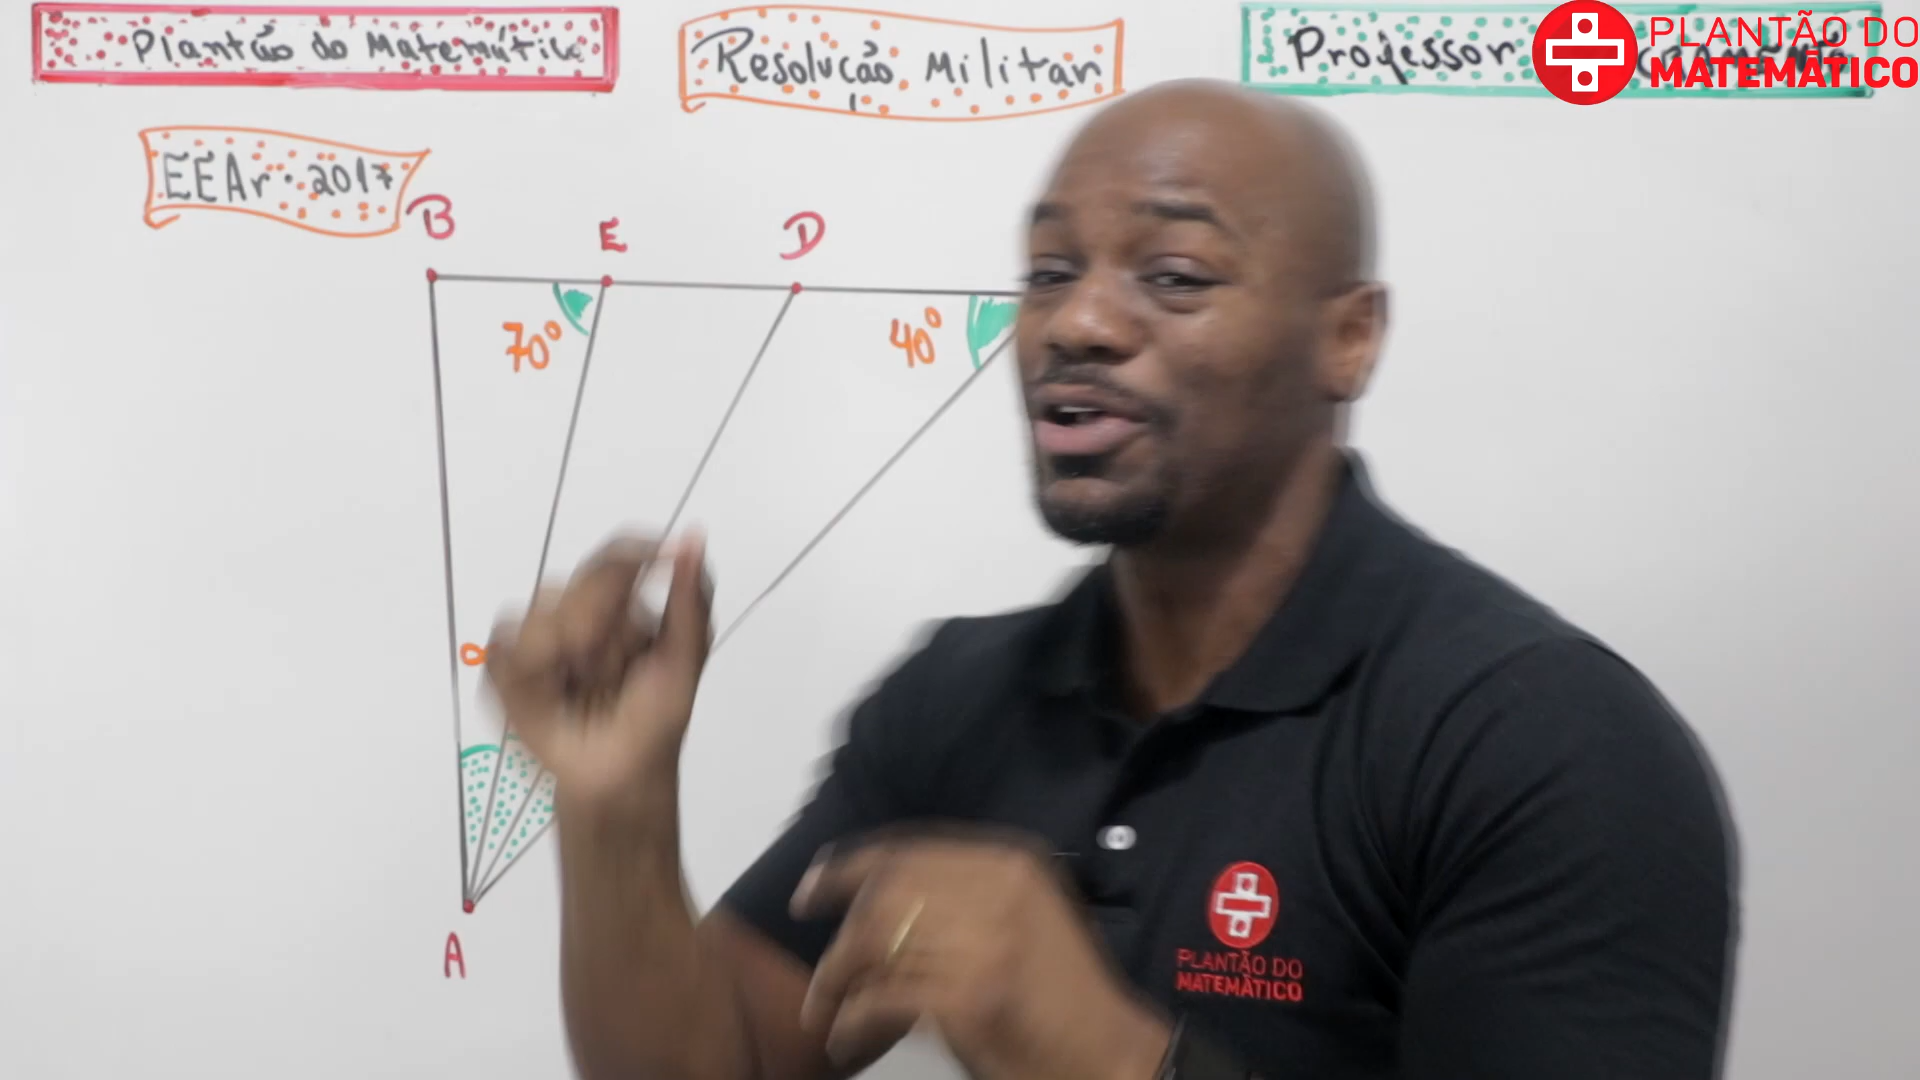 Plantão do Matemático
Resolução Militar
Professor
PLANTÃO DO
MATEMÁTICO
EEAr · 2017
B
E
D
70°
40°
α
A
PLANTÃO DO
MATEMÁTICO